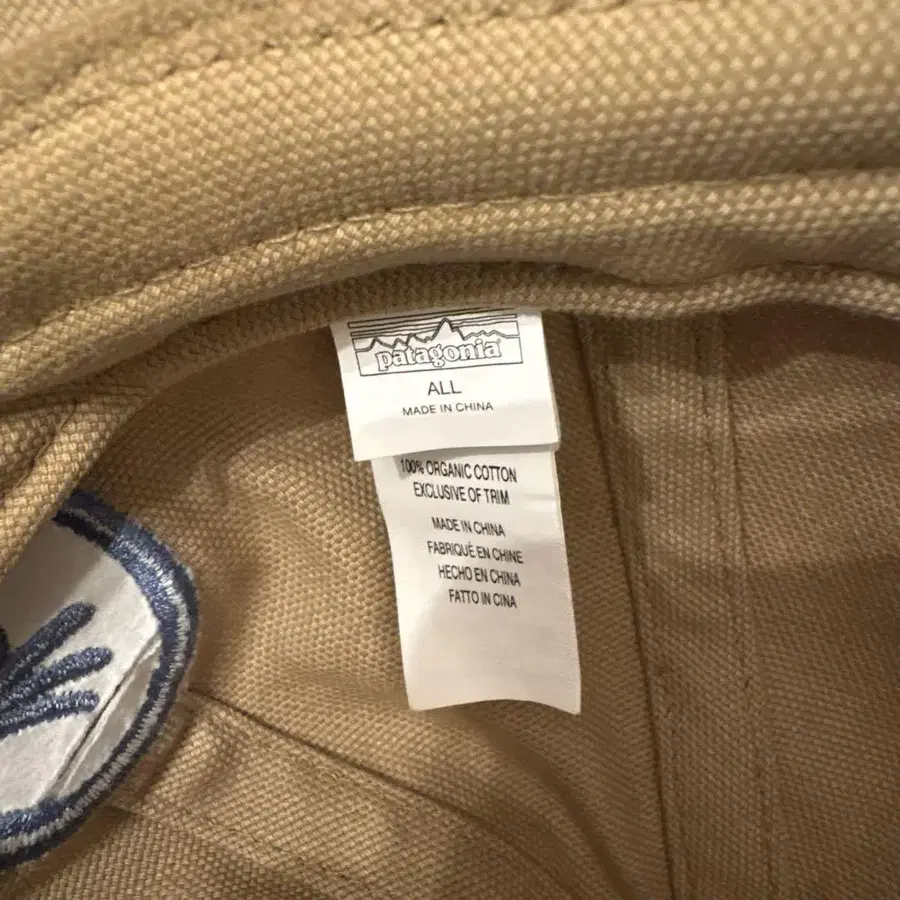 patagonia
ALL
MADE IN CHINA
100% ORGANIC COTTON
EXCLUSIVE OF TRIM
MADE IN CHINA
FABRIQUÉ EN CHINE
HECHO EN CHINA
FATTO IN CINA